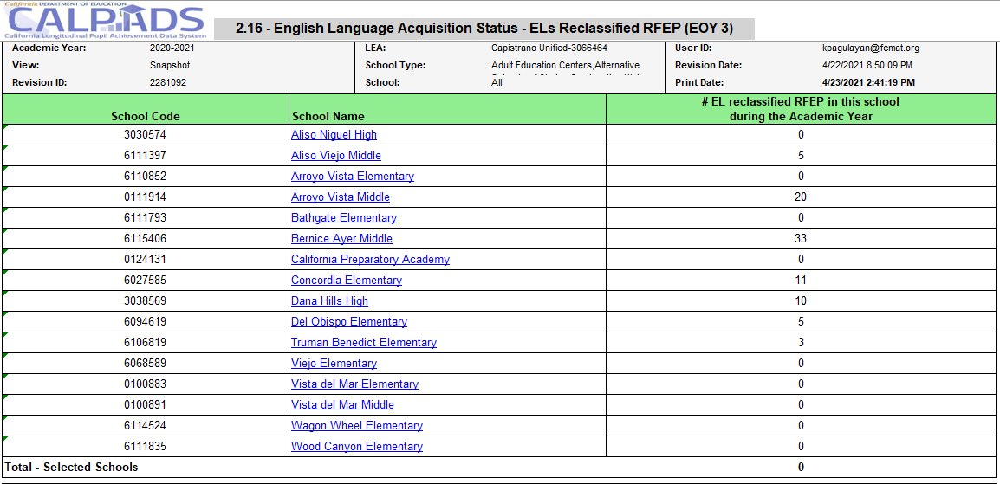 California DEPARTMENT OF EDUCATION
CALPADS
California Longitudinal Pupil Achievement Data System
2.16 - English Language Acquisition Status - ELs Reclassified RFEP (EOY 3)
Academic Year: 2020-2021 LEA: Capistrano Unified-3066464 User ID: kpagulayan@fcmat.org
View: Snapshot School Type: Adult Education Centers,Alternative Revision Date: 4/22/2021 8:50:09 PM
Revision ID: 2281092 School: All Print Date: 4/23/2021 2:41:19 PM
# EL reclassified RFEP in this school
School Code School Name during the Academic Year
3030574 Aliso Niguel High 0
6111397 Aliso Viejo Middle 5
6110852 Arroyo Vista Elementary 0
0111914 Arroyo Vista Middle 20
6111793 Bathgate Elementary 0
6115406 Bernice Ayer Middle 33
0124131 California Preparatory Academy 0
6027585 Concordia Elementary 11
3038569 Dana Hills High 10
6094619 Del Obispo Elementary 5
6106819 Truman Benedict Elementary 3
6068589 Viejo Elementary 0
0100883 Vista del Mar Elementary 0
0100891 Vista del Mar Middle 0
6114524 Wagon Wheel Elementary 0
6111835 Wood Canyon Elementary 0
Total - Selected Schools 0